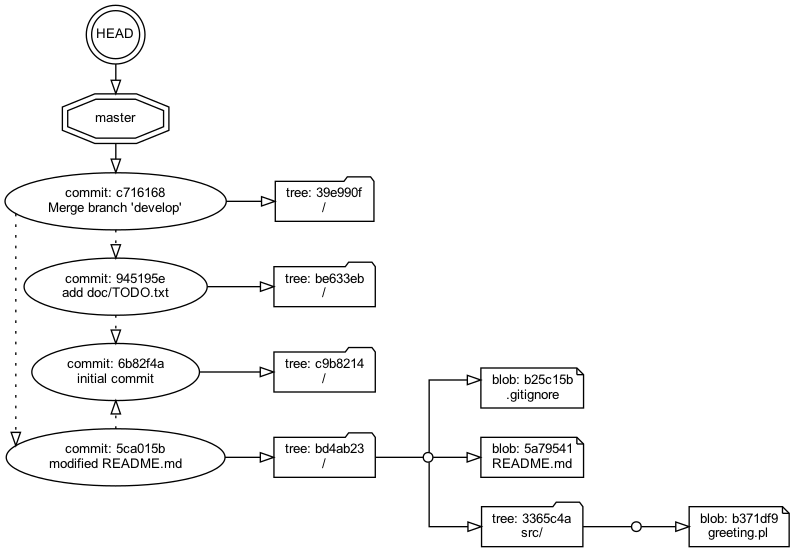 HEAD
master
commit: c716168
Merge branch 'develop'
tree: 39e990f
/
commit: 945195e
add doc/TODO.txt
tree: be633eb
/
commit: 6b82f4a
initial commit
tree: c9b8214
/
blob: b25c15b
.gitignore
commit: 5ca015b
modified README.md
tree: bd4ab23
/
blob: 5a79541
README.md
tree: 3365c4a
src/
blob: b371df9
greeting.pl